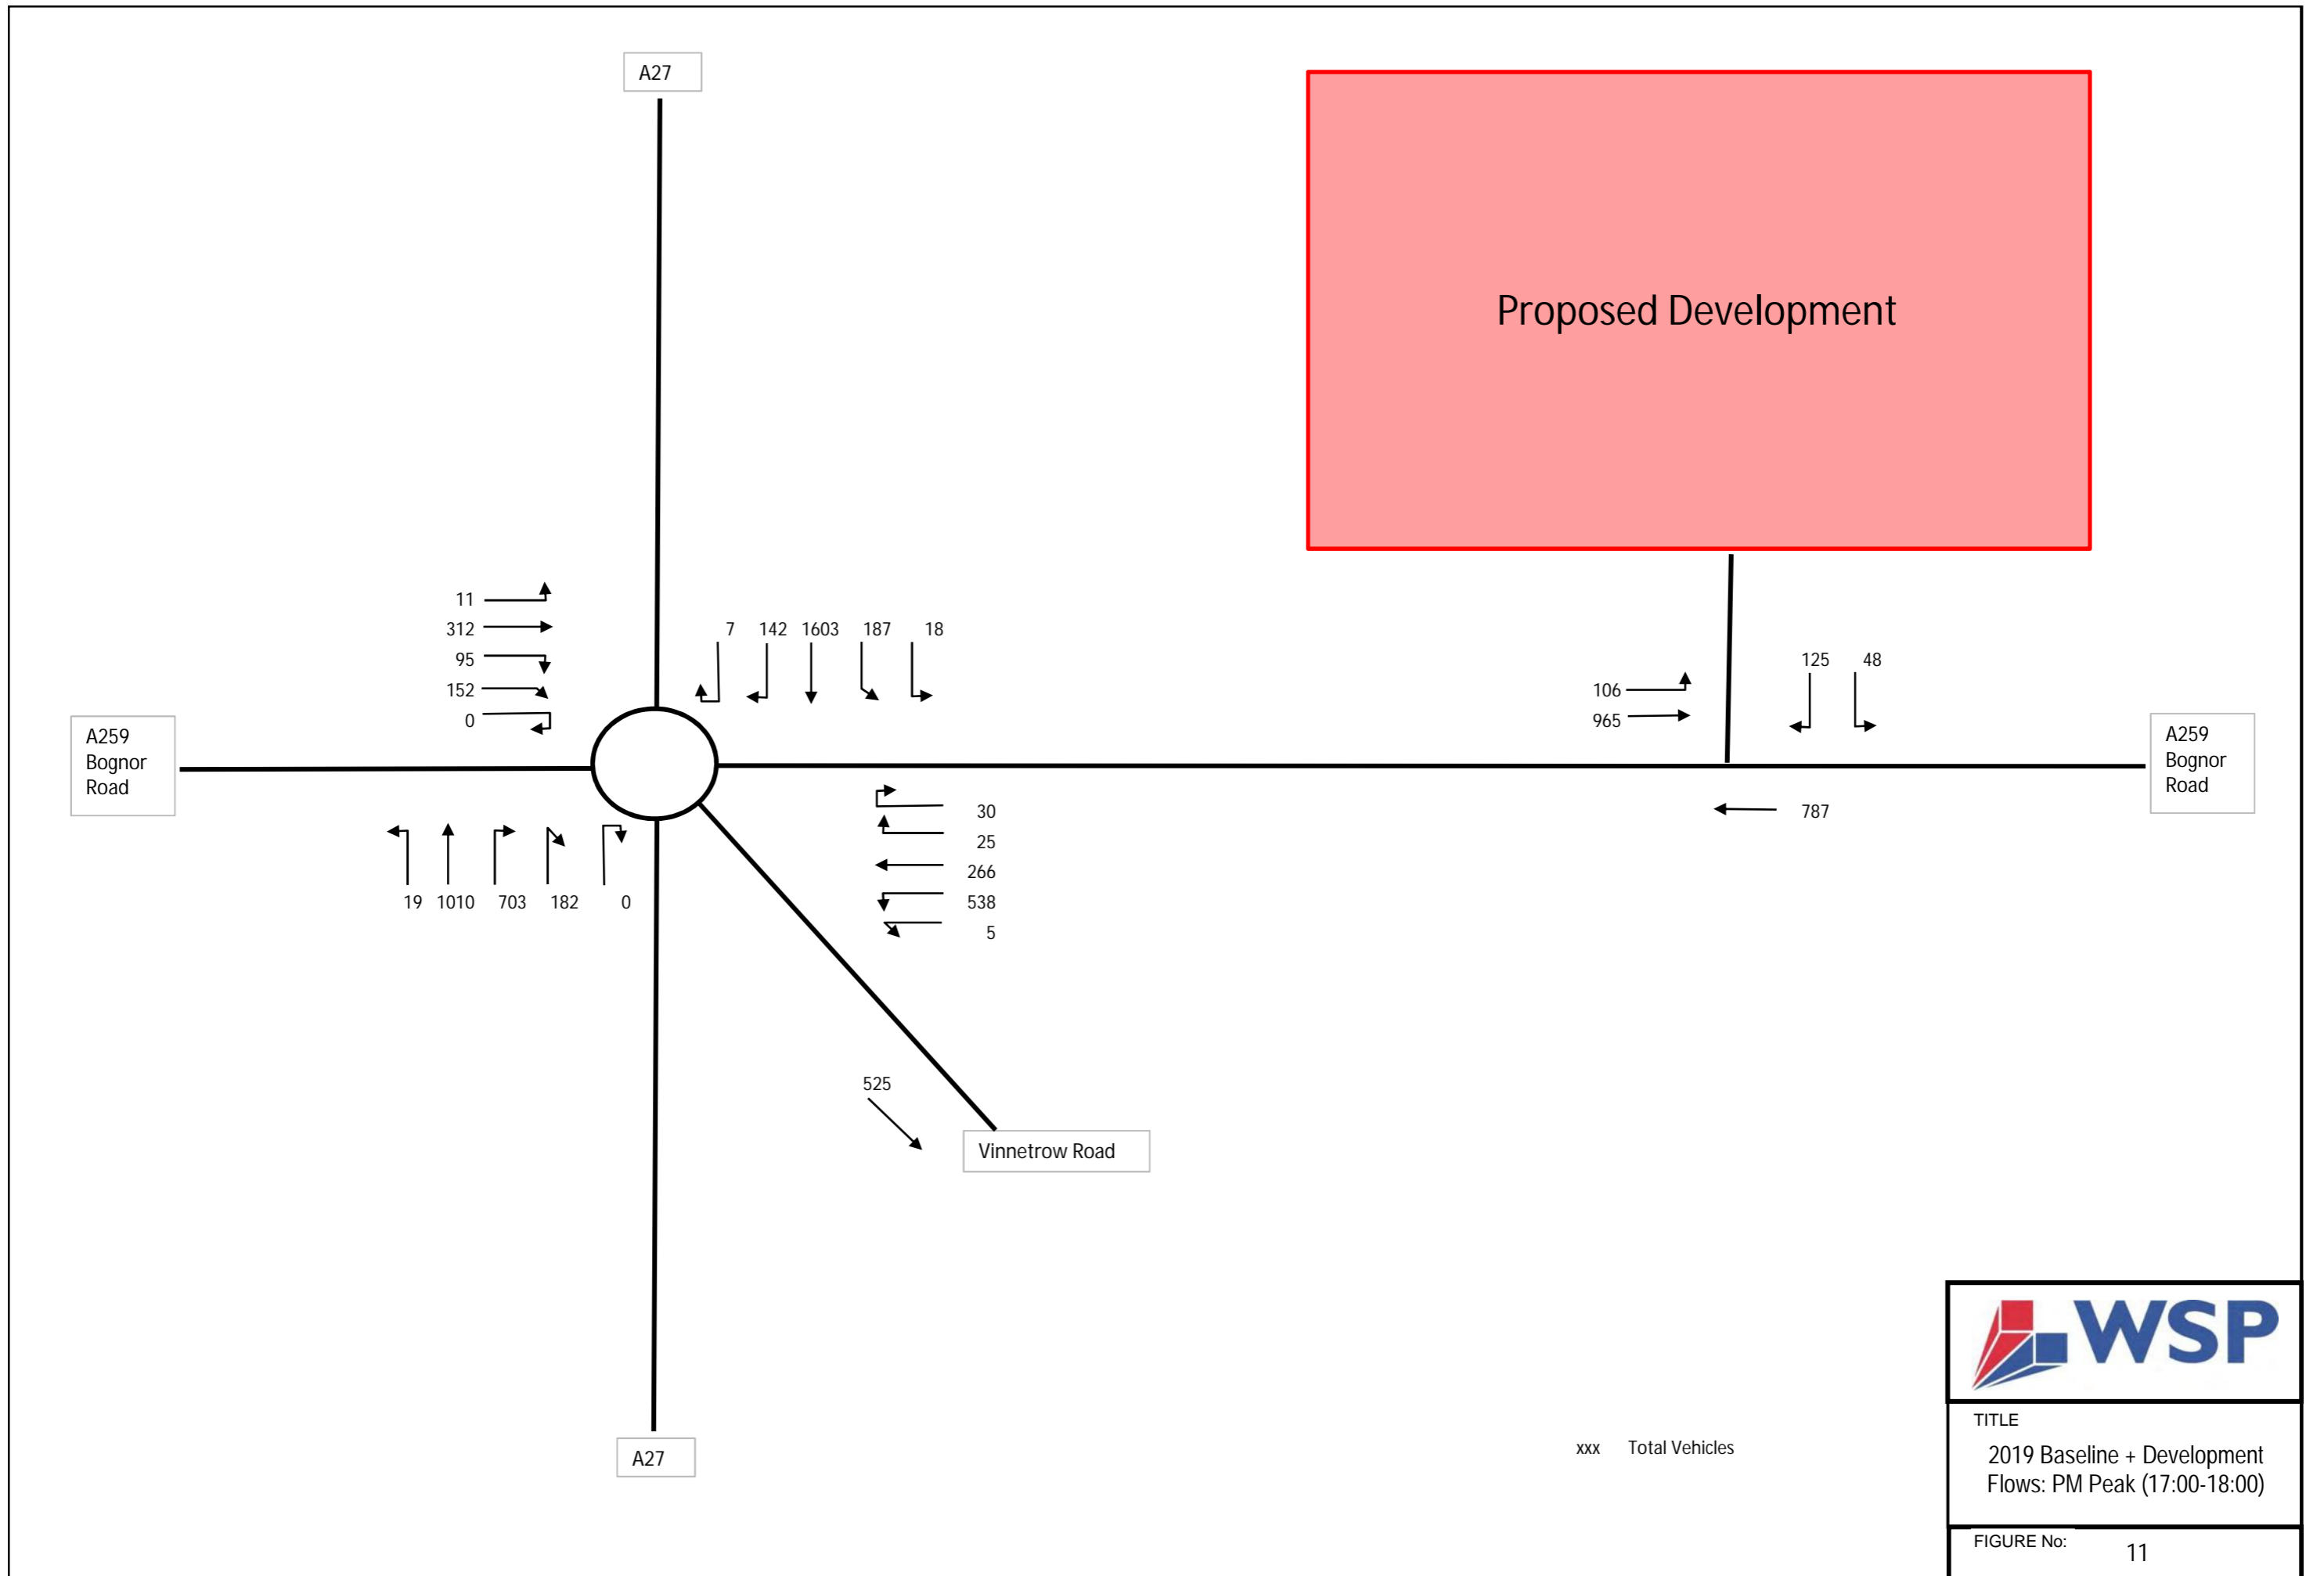 A27
Proposed Development
11
312
95
152
0
7 142 1603 187 18
106
965
125 48
A259
Bognor
Road
A259
Bognor
Road
30
25
266
538
5
787
19 1010 703 182 0
525
Vinnetrow Road
A27
xxx Total Vehicles
WSP
TITLE
2019 Baseline + Development
Flows: PM Peak (17:00-18:00)
FIGURE No: 11